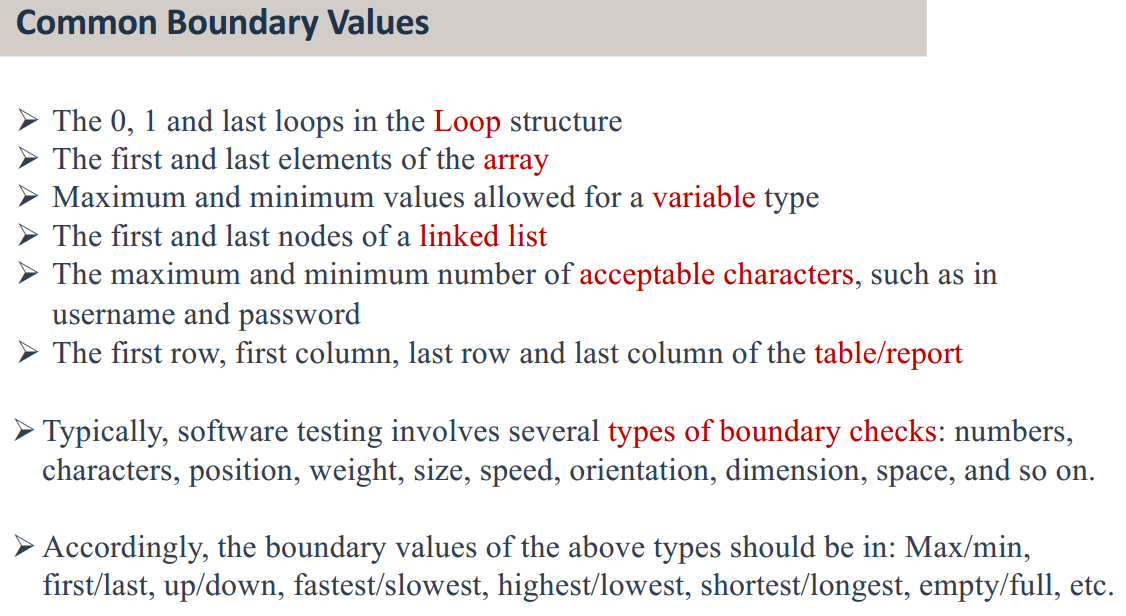 Common Boundary Values
➢ The 0, 1 and last loops in the Loop structure
➢ The first and last elements of the array
➢ Maximum and minimum values allowed for a variable type
➢ The first and last nodes of a linked list
➢ The maximum and minimum number of acceptable characters, such as in
username and password
➢ The first row, first column, last row and last column of the table/report
➢ Typically, software testing involves several types of boundary checks: numbers,
characters, position, weight, size, speed, orientation, dimension, space, and so on.
➢ Accordingly, the boundary values of the above types should be in: Max/min,
first/last, up/down, fastest/slowest, highest/lowest, shortest/longest, empty/full, etc.